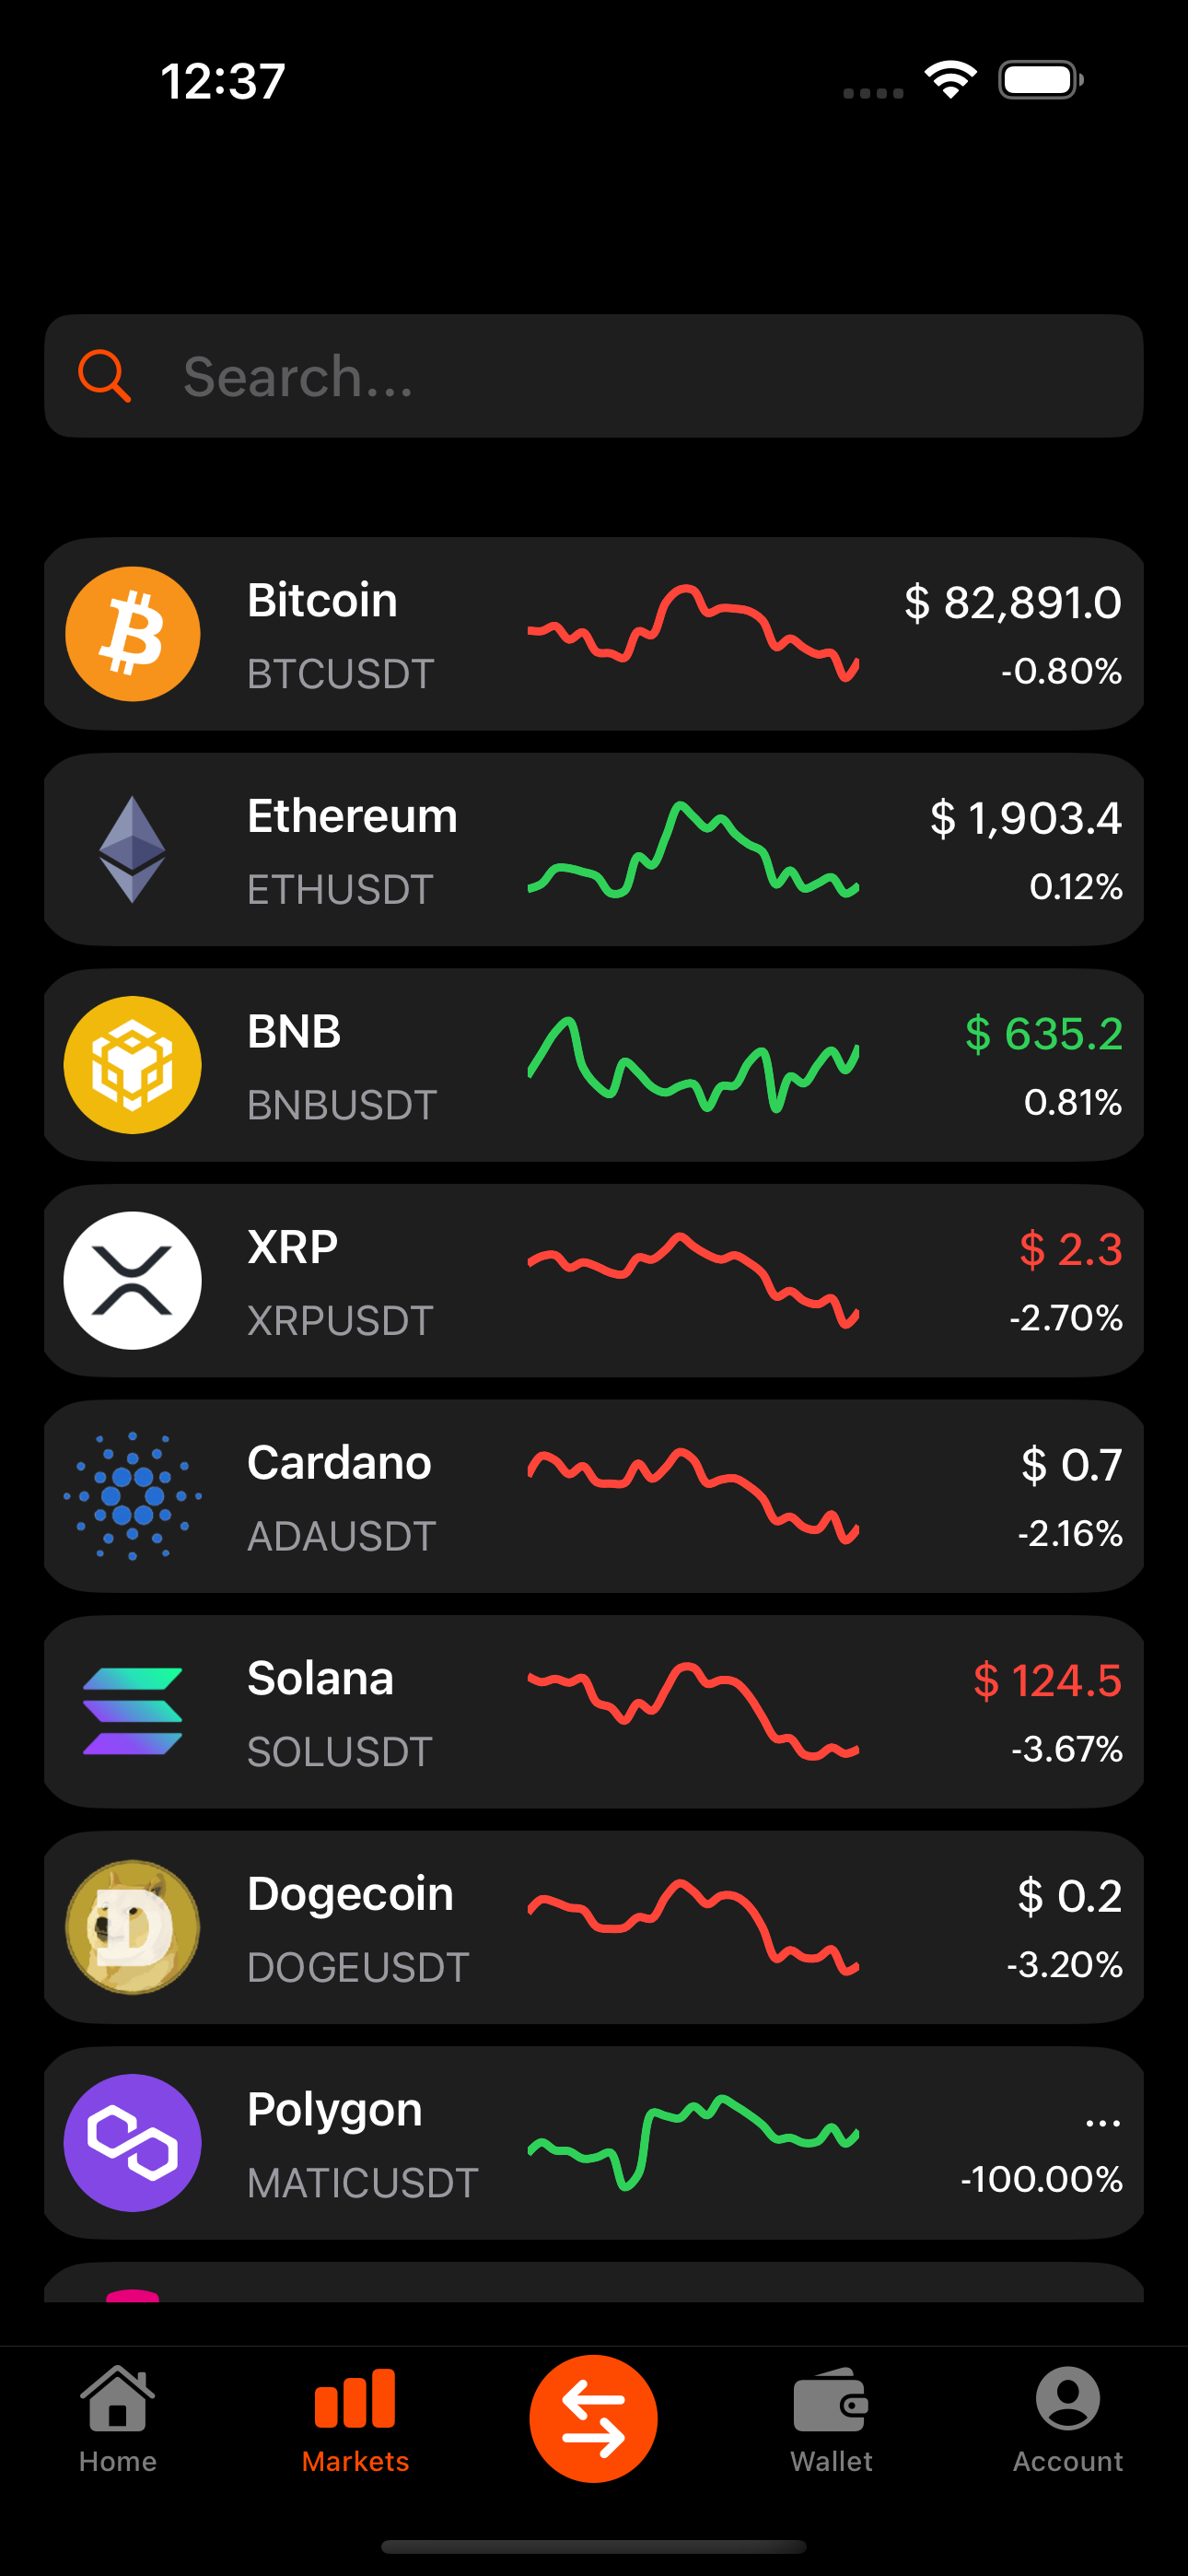 12:37
Search...
Bitcoin
$ 82,891.0
BTCUSDT
-0.80%
Ethereum
$ 1,903.4
ETHUSDT
0.12%
BNB
$ 635.2
BNBUSDT
0.81%
XRP
$ 2.3
XRPUSDT
-2.70%
Cardano
$ 0.7
ADAUSDT
-2.16%
Solana
$ 124.5
SOLUSDT
-3.67%
Dogecoin
$ 0.2
DOGEUSDT
-3.20%
Polygon
...
MATICUSDT
-100.00%
Home
Markets
Wallet
Account